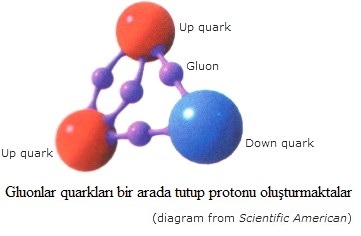 Up quark
Gluon
Down quark
Up quark
Gluonlar quarkları bir arada tutup protonu oluşturmaktalar
(diagram from Scientific American)